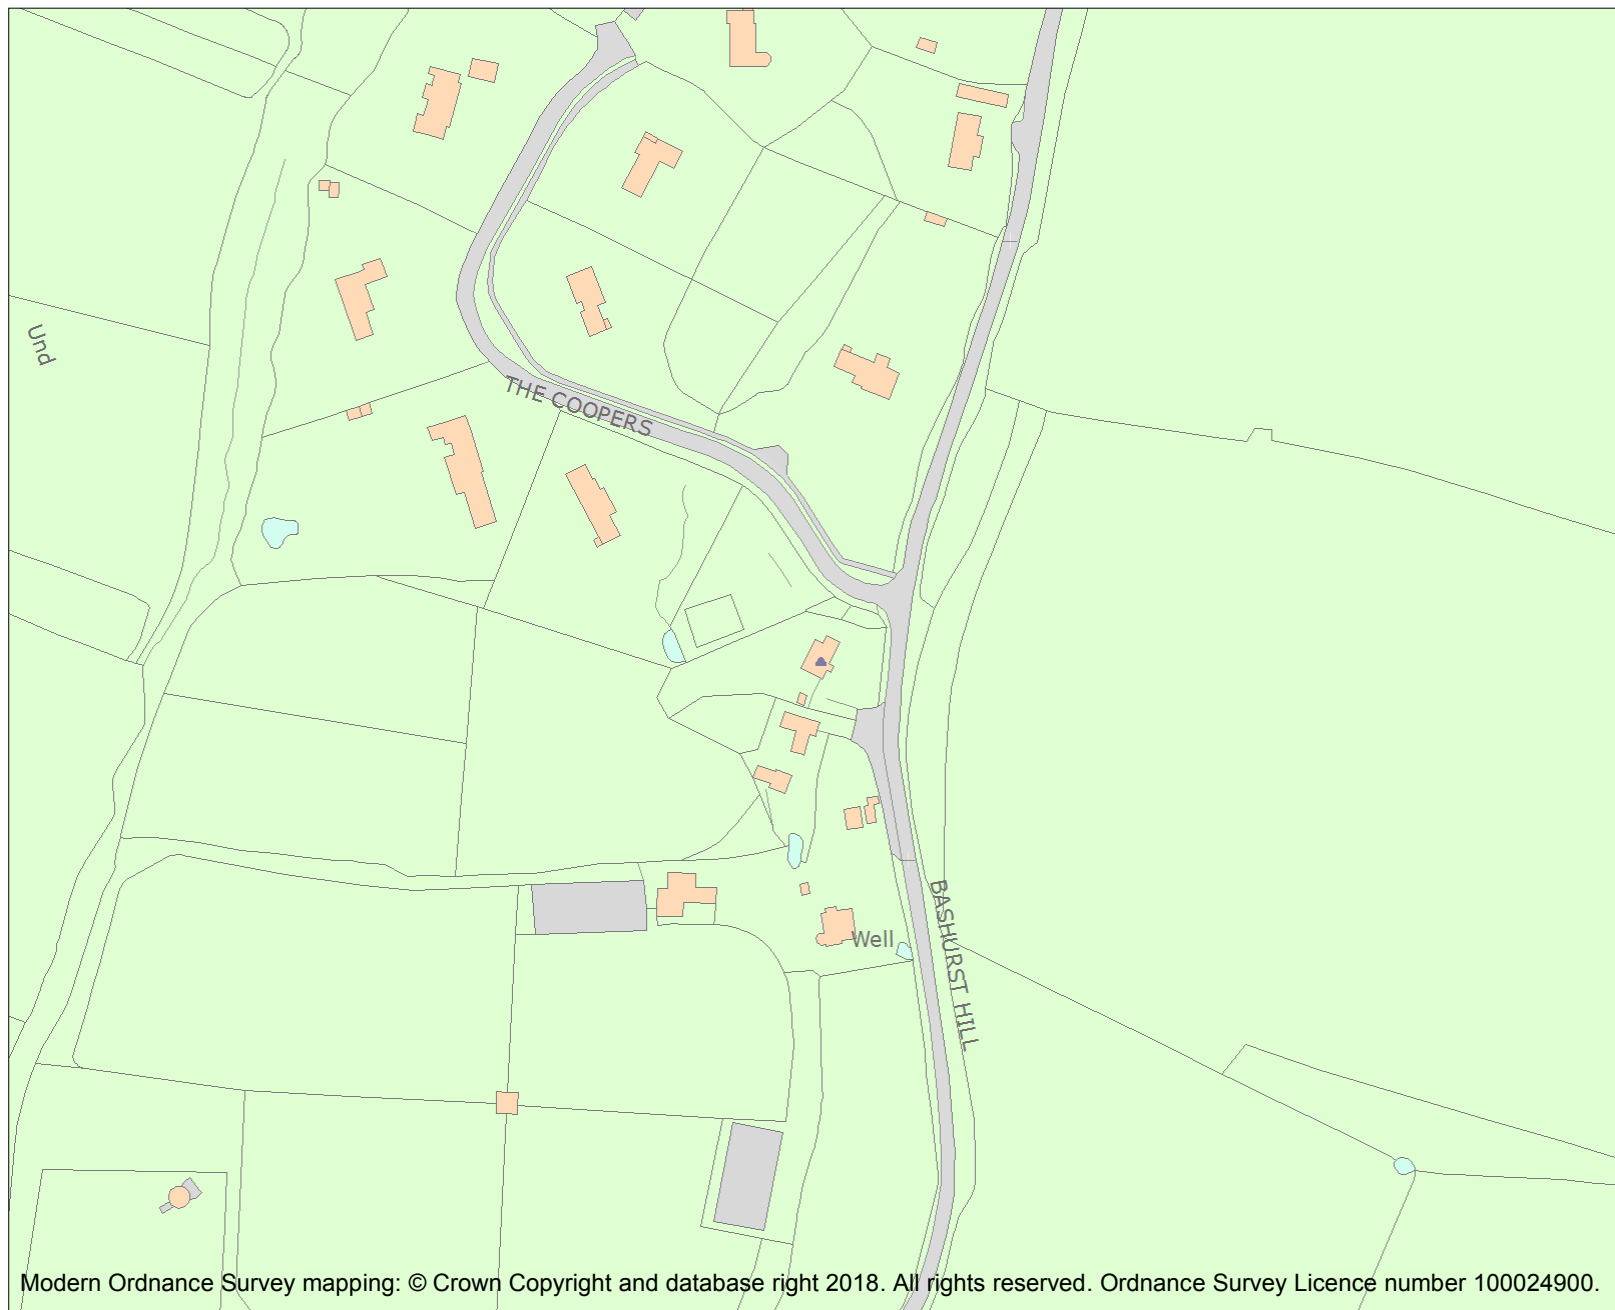 Und
THE COOPERS
Well
BASHURST HILL
Modern Ordnance Survey mapping: © Crown Copyright and database right 2018. All rights reserved. Ordnance Survey Licence number 100024900.